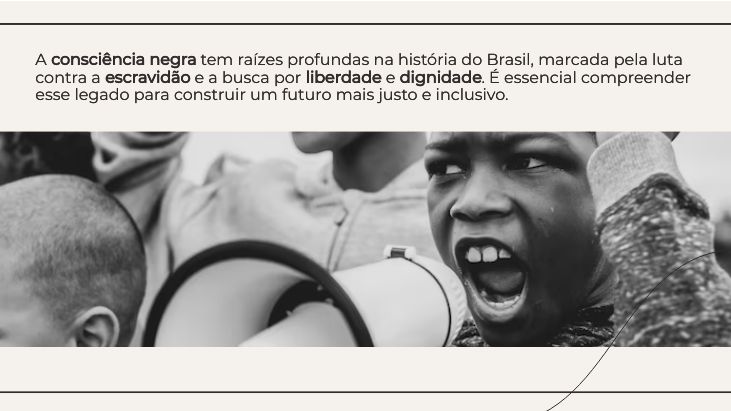 A consciência negra tem raízes profundas na história do Brasil, marcada pela luta
contra a escravidão e a busca por liberdade e dignidade. É essencial compreender
esse legado para construir um futuro mais justo e inclusivo.